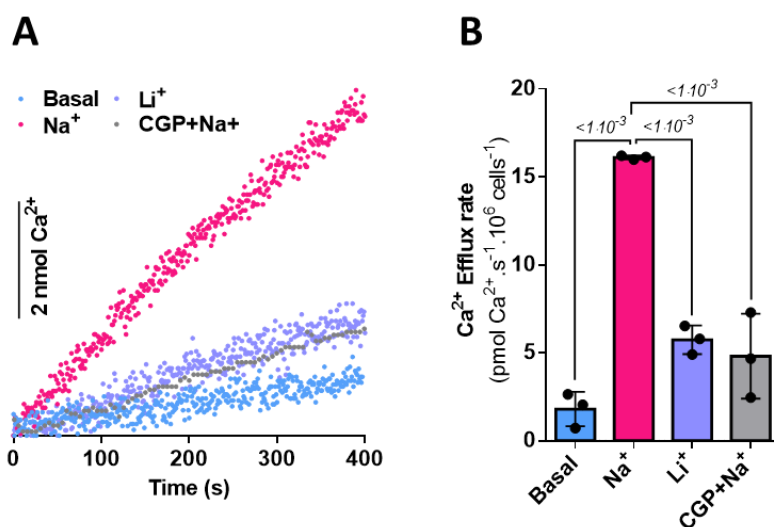 A
Basal
Li⁺
Na⁺
CGP+Na+
2 nmol Ca²⁺
0
100
200
300
400
Time (s)
B
<1·10⁻³
<1·10⁻³
<1·10⁻³
20
15
10
5
0
Ca²⁺ Efflux rate
(pmol Ca²⁺.s⁻¹.10⁶ cells⁻¹)
Basal
Na⁺
Li⁺
CGP+Na⁺